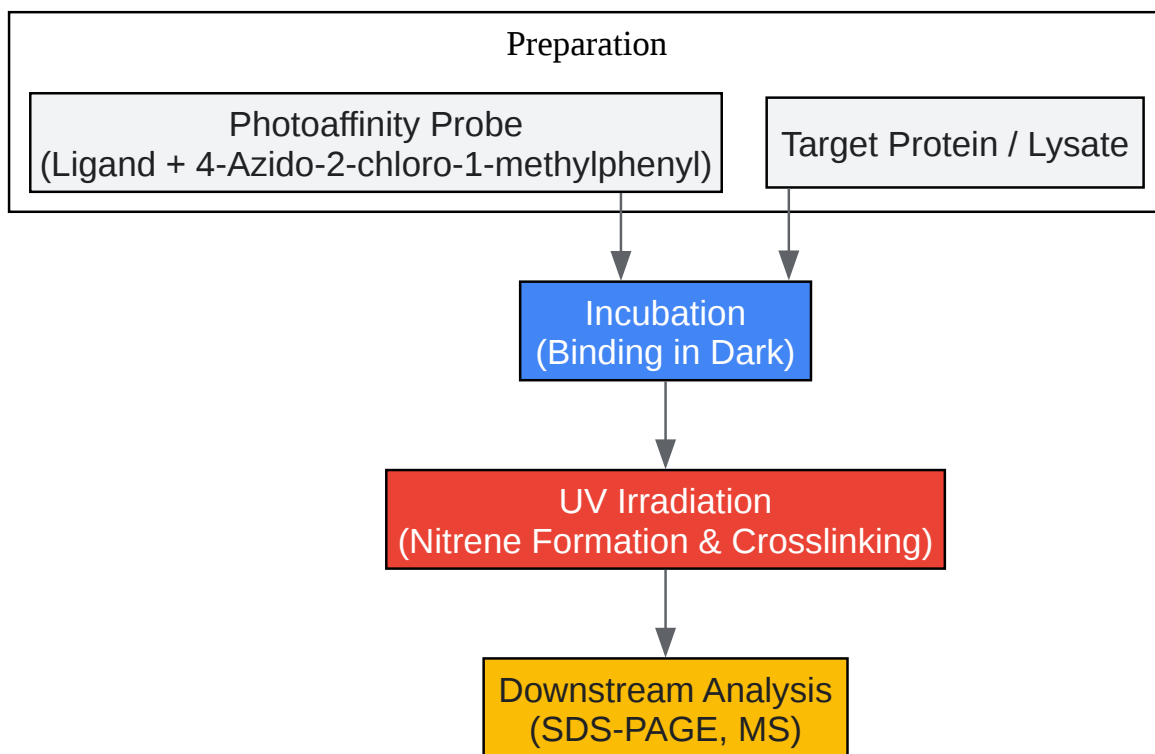 Preparation
Photoaffinity Probe
(Ligand + 4-Azido-2-chloro-1-methylphenyl)
Target Protein / Lysate
Incubation
(Binding in Dark)
UV Irradiation
(Nitrene Formation & Crosslinking)
Downstream Analysis
(SDS-PAGE, MS)